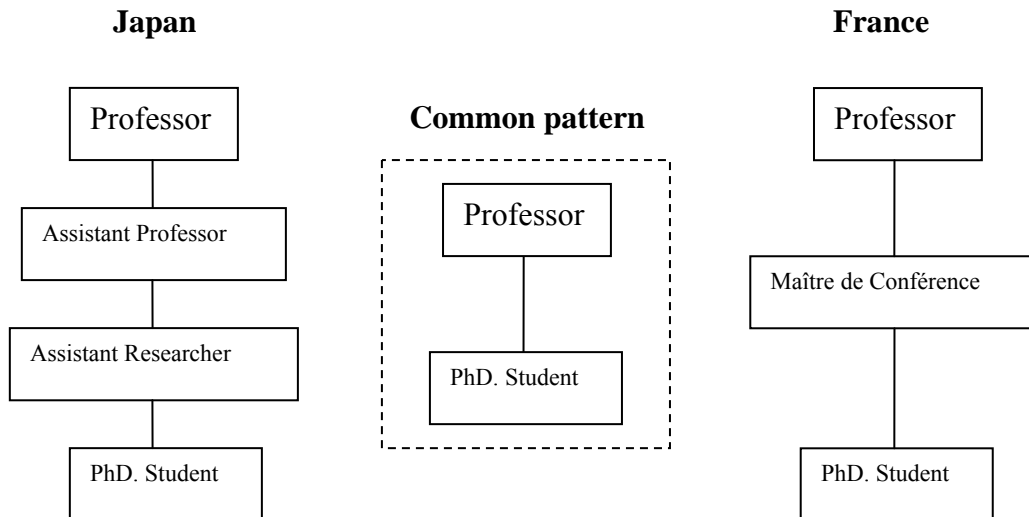 Japan
Professor
Assistant Professor
Assistant Researcher
PhD. Student
Common pattern
Professor
PhD. Student
France
Professor
Maître de Conférence
PhD. Student